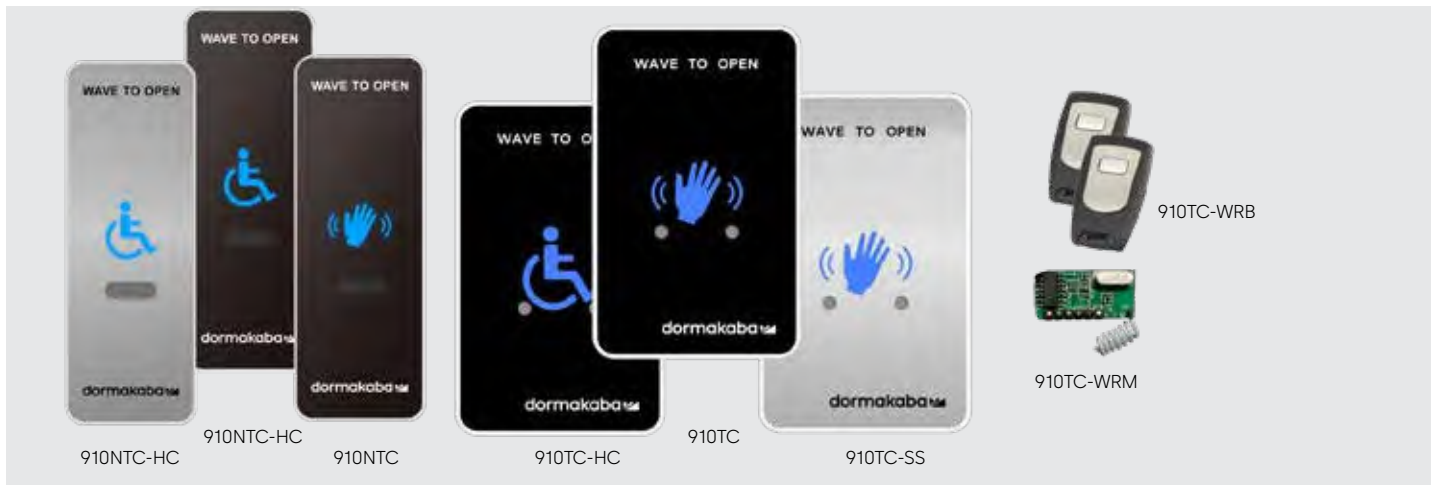 WAVE TO OPEN
dormakaba
910NTC-HC
WAVE TO OPEN
dormakaba
910NTC-HC
WAVE TO OPEN
dormakaba
910NTC
WAVE TO O
dormakaba
910TC-HC
WAVE TO OPEN
dormakaba
910TC
WAVE TO OPEN
dormakaba
910TC-SS
910TC-WRB
910TC-WRM